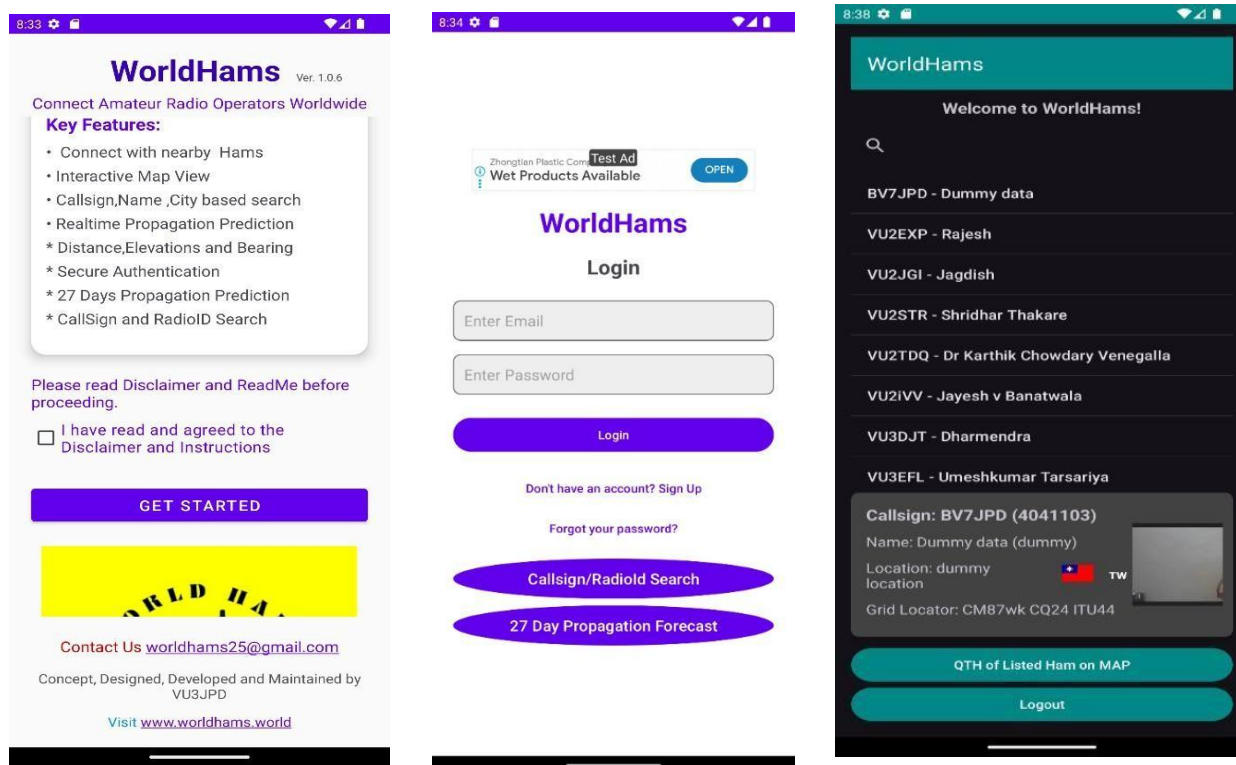 8:33
WorldHams Ver. 1.0.6
Connect Amateur Radio Operators Worldwide
Key Features:
• Connect with nearby Hams
• Interactive Map View
• Callsign,Name ,City based search
• Realtime Propagation Prediction
* Distance,Elevations and Bearing
* Secure Authentication
* 27 Days Propagation Prediction
* CallSign and RadioID Search
Please read Disclaimer and ReadMe before
proceeding.
I have read and agreed to the
Disclaimer and Instructions
GET STARTED
ORLD HA
Contact Us worldhams25@gmail.com
Concept, Designed, Developed and Maintained by
VU3JPD
Visit www.worldhams.world
8:34
Zhongtian Plastic Com
Test Ad
Wet Products Available
OPEN
WorldHams
Login
Enter Email
Enter Password
Login
Don't have an account? Sign Up
Forgot your password?
Callsign/RadioId Search
27 Day Propagation Forecast
8:38
WorldHams
Welcome to WorldHams!
BV7JPD - Dummy data
VU2EXP - Rajesh
VU2JGI - Jagdish
VU2STR - Shridhar Thakare
VU2TDQ - Dr Karthik Chowdary Venegalla
VU2iVV - Jayesh v Banatwala
VU3DJT - Dharmendra
VU3EFL - Umeshkumar Tarsariya
Callsign: BV7JPD (4041103)
Name: Dummy data (dummy)
Location: dummy
location
TW
Grid Locator: CM87wk CQ24 ITU44
QTH of Listed Ham on MAP
Logout